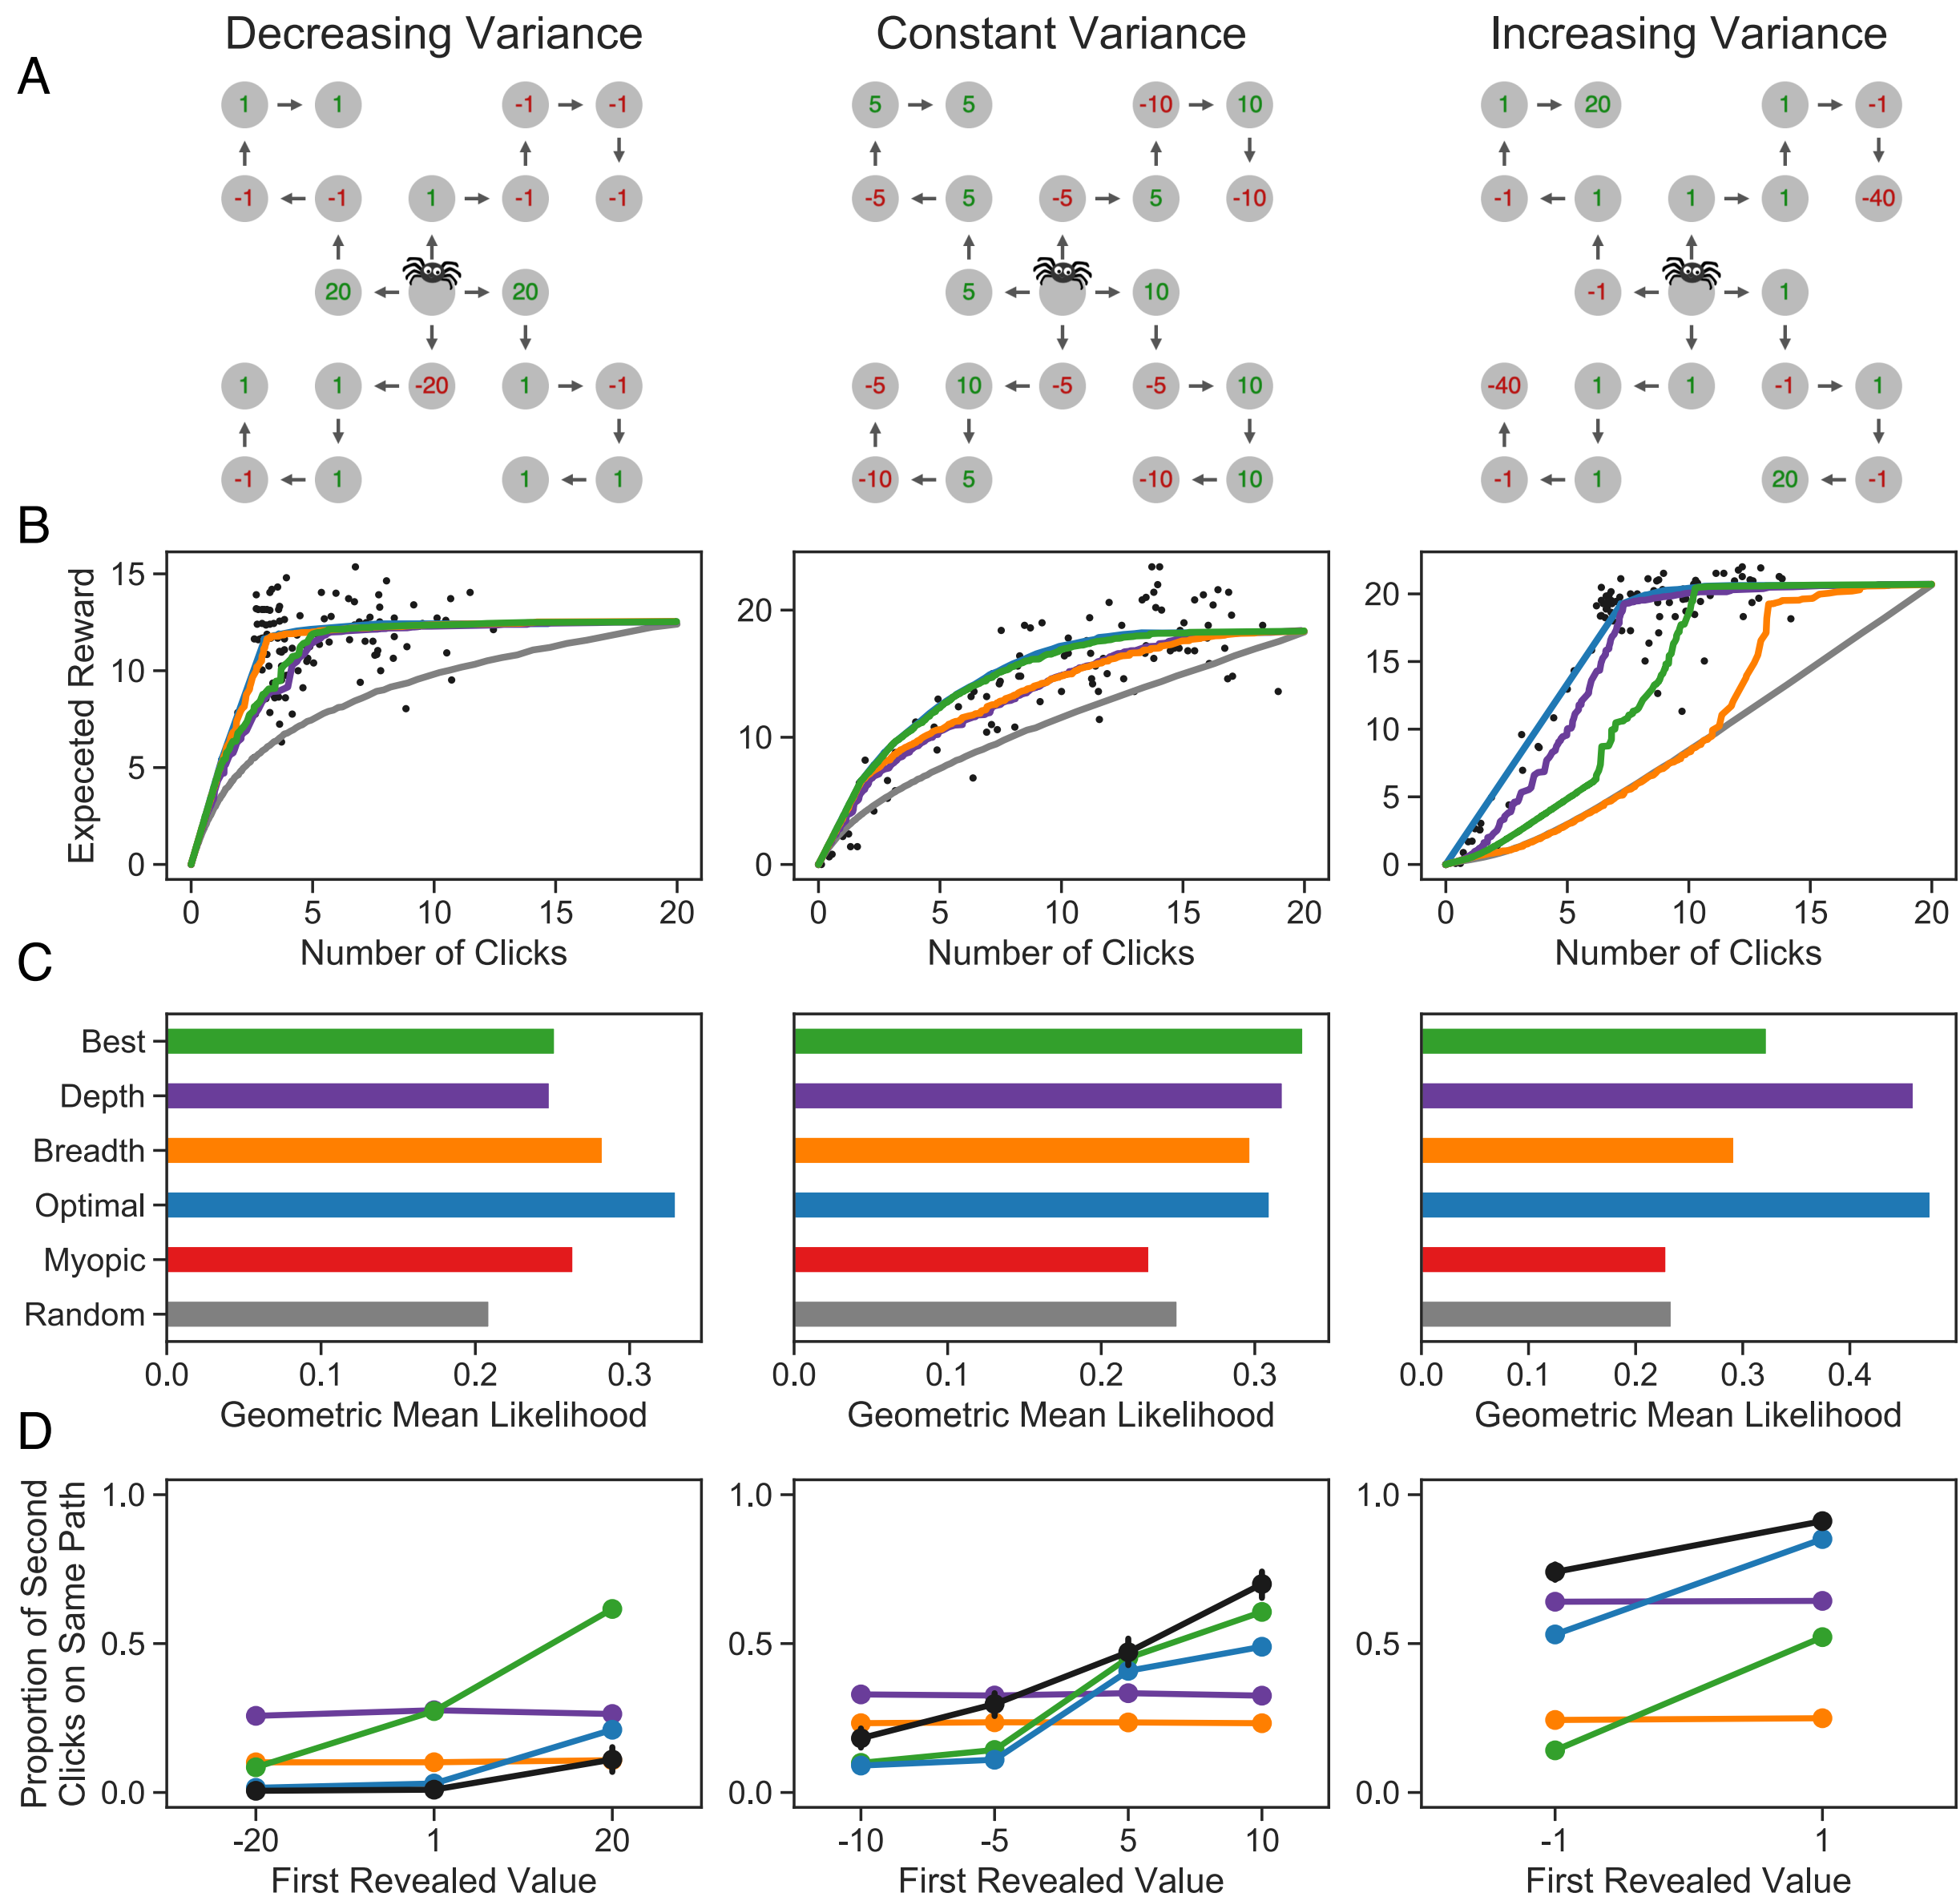 Decreasing Variance Constant Variance Increasing Variance
A
1 1 -1 -1 5 5 -10 10 1 20 1 -1
-1 -1 1 -1 -1 -5 5 -5 5 -10 -1 1 1 1 -40
20 20 5 10 -1 1
1 1 -20 1 -1 -5 10 -5 -5 10 -40 1 1 -1 1
-1 1 1 1 -10 5 -10 10 -1 1 20 -1
B
Expeceted Reward
15
10
5
0
0 5 10 15 20
Number of Clicks
20
10
0
0 5 10 15 20
Number of Clicks
20
15
10
5
0
0 5 10 15 20
Number of Clicks
C
Best
Depth
Breadth
Optimal
Myopic
Random
0.0 0.1 0.2 0.3
Geometric Mean Likelihood
0.0 0.1 0.2 0.3
Geometric Mean Likelihood
0.0 0.1 0.2 0.3 0.4
Geometric Mean Likelihood
D
Proportion of Second
Clicks on Same Path
1.0
0.5
0.0
-20 1 20
First Revealed Value
1.0
0.5
0.0
-10 -5 5 10
First Revealed Value
1.0
0.5
0.0
-1 1
First Revealed Value